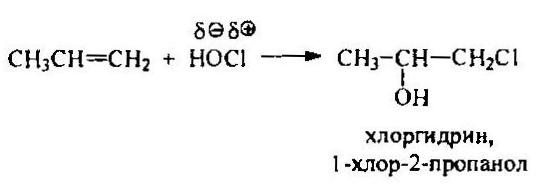 δ⊖ δ⊕
CH₃CH=CH₂ + HOCl ⟶ CH₃–CH–CH₂Cl
OH
хлоргидрин,
1-хлор-2-пропанол